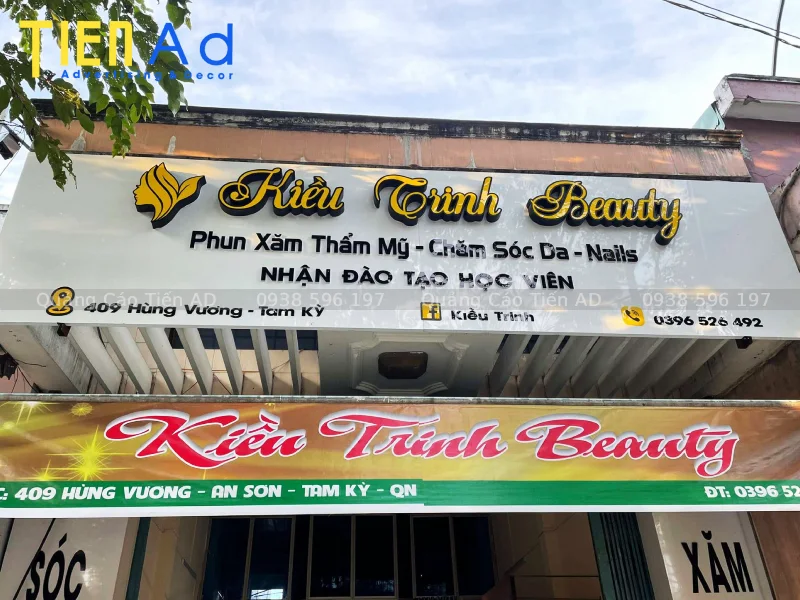 TIEN Ad
Advertising & Decor
Kiều Trinh Beauty
Phun Xăm Thẩm Mỹ - Chăm Sóc Da - Nails
NHẬN ĐÀO TẠO HỌC VIÊN
409 Hùng Vương - Tam Kỳ
f Kiều Trinh
0396 526 492
Quảng Cáo Tiến AD 0938 596 197 Quảng Cáo Tiến AD 0938 596 197
Kiều Trinh Beauty
C: 409 HÙNG VƯƠNG - AN SƠN - TAM KỲ - QN
ĐT: 0396 52
SÓC
XĂM